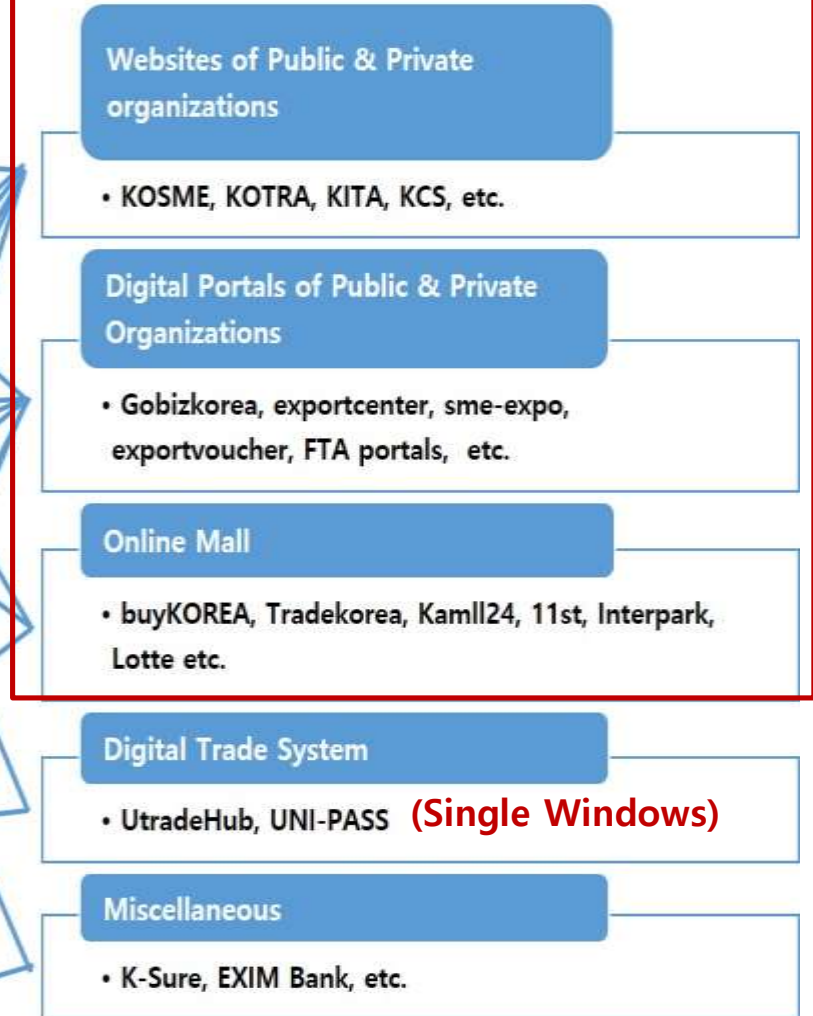 Websites of Public & Private
organizations
• KOSME, KOTRA, KITA, KCS, etc.
Digital Portals of Public & Private
Organizations
• Gobizkorea, exportcenter, sme-expo,
exportvoucher, FTA portals, etc.
Online Mall
• buyKOREA, Tradekorea, Kamll24, 11st, Interpark,
Lotte etc.
Digital Trade System
• UtradeHub, UNI-PASS (Single Windows)
Miscellaneous
• K-Sure, EXIM Bank, etc.